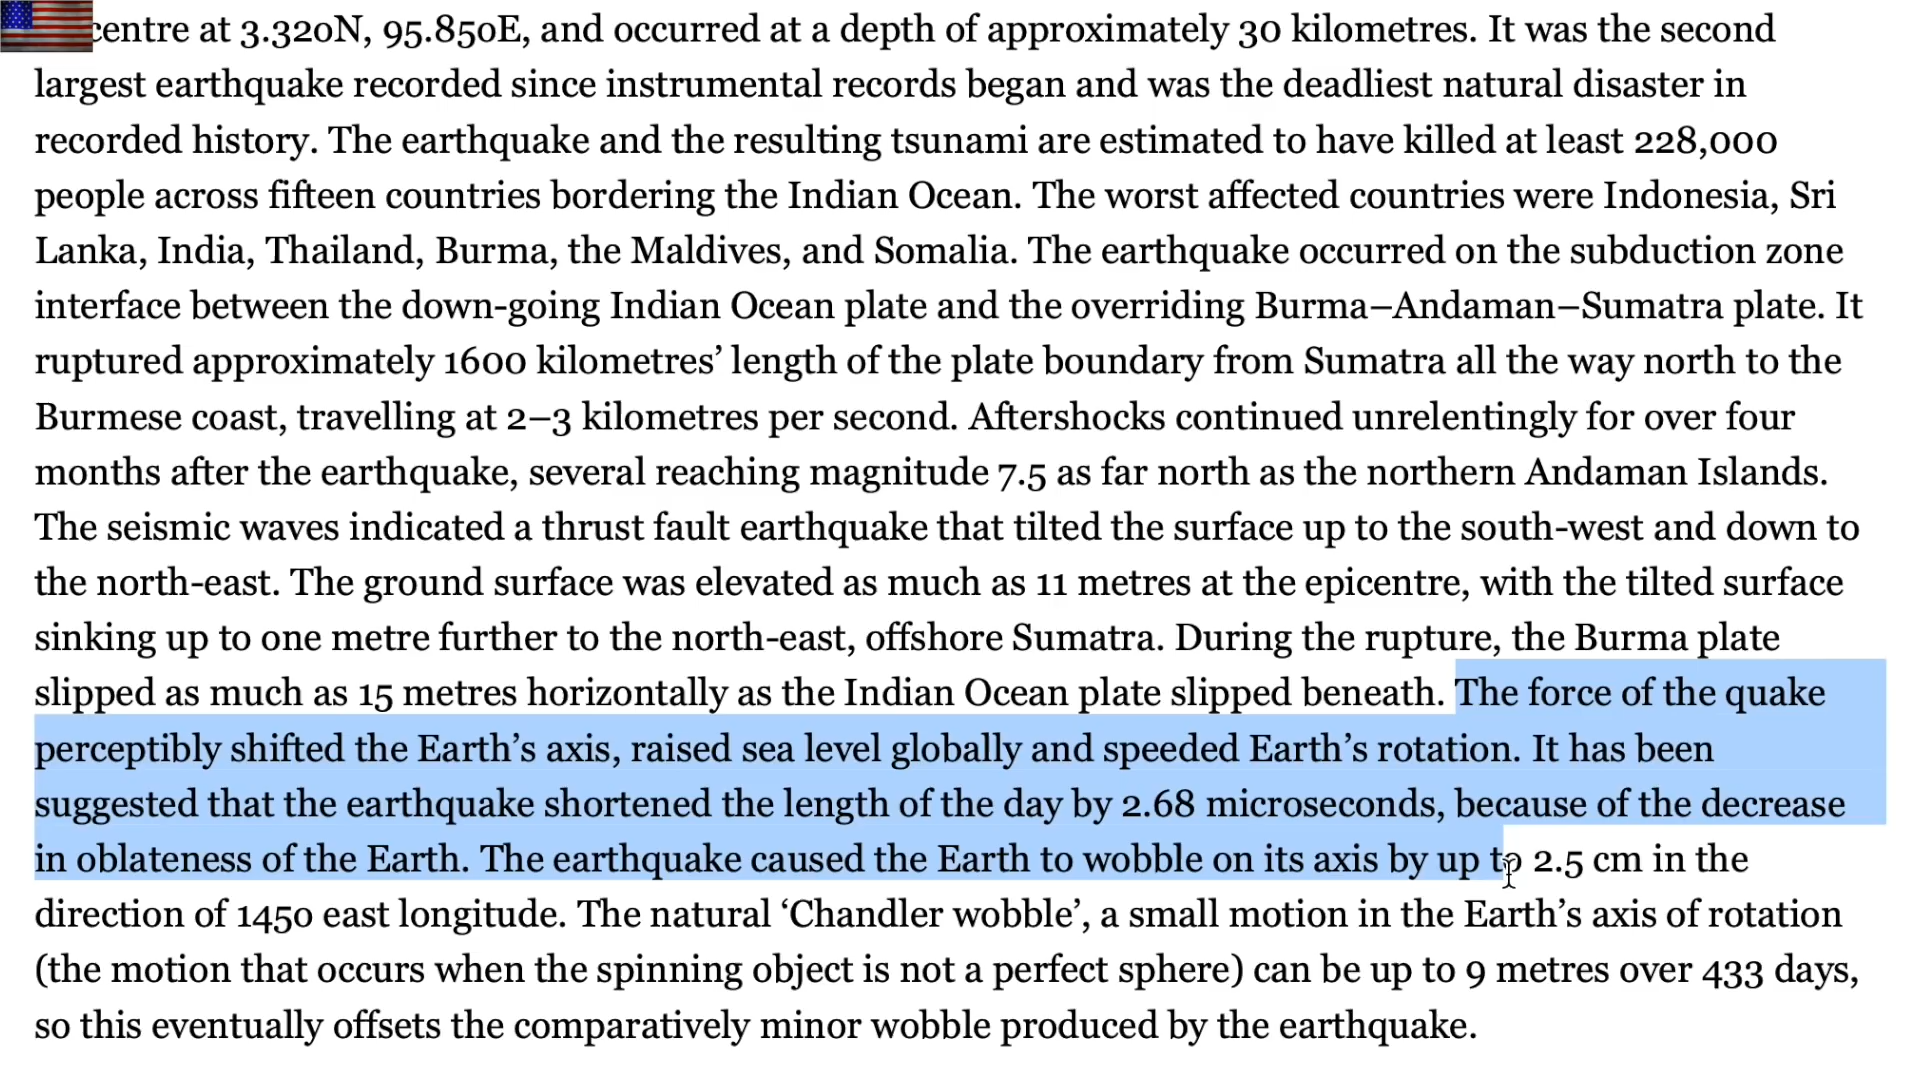 centre at 3.32oN, 95.85oE, and occurred at a depth of approximately 30 kilometres. It was the second
largest earthquake recorded since instrumental records began and was the deadliest natural disaster in
recorded history. The earthquake and the resulting tsunami are estimated to have killed at least 228,000
people across fifteen countries bordering the Indian Ocean. The worst affected countries were Indonesia, Sri
Lanka, India, Thailand, Burma, the Maldives, and Somalia. The earthquake occurred on the subduction zone
interface between the down-going Indian Ocean plate and the overriding Burma–Andaman–Sumatra plate. It
ruptured approximately 1600 kilometres’ length of the plate boundary from Sumatra all the way north to the
Burmese coast, travelling at 2–3 kilometres per second. Aftershocks continued unrelentingly for over four
months after the earthquake, several reaching magnitude 7.5 as far north as the northern Andaman Islands.
The seismic waves indicated a thrust fault earthquake that tilted the surface up to the south-west and down to
the north-east. The ground surface was elevated as much as 11 metres at the epicentre, with the tilted surface
sinking up to one metre further to the north-east, offshore Sumatra. During the rupture, the Burma plate
slipped as much as 15 metres horizontally as the Indian Ocean plate slipped beneath. The force of the quake
perceptibly shifted the Earth’s axis, raised sea level globally and speeded Earth’s rotation. It has been
suggested that the earthquake shortened the length of the day by 2.68 microseconds, because of the decrease
in oblateness of the Earth. The earthquake caused the Earth to wobble on its axis by up to 2.5 cm in the
direction of 145o east longitude. The natural ‘Chandler wobble’, a small motion in the Earth’s axis of rotation
(the motion that occurs when the spinning object is not a perfect sphere) can be up to 9 metres over 433 days,
so this eventually offsets the comparatively minor wobble produced by the earthquake.